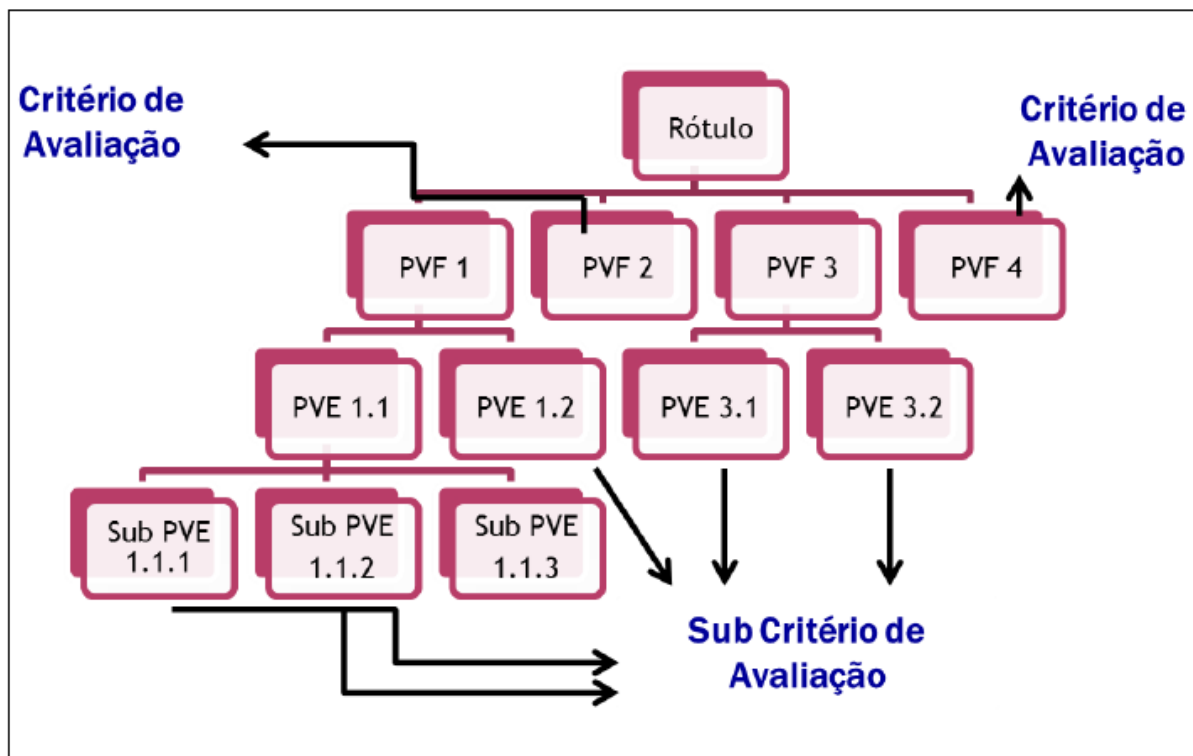 Critério de
Avaliação
Rótulo
Critério de
Avaliação
PVF 1
PVF 2
PVF 3
PVF 4
PVE 1.1
PVE 1.2
PVE 3.1
PVE 3.2
Sub PVE
1.1.1
Sub PVE
1.1.2
Sub PVE
1.1.3
Sub Critério de
Avaliação